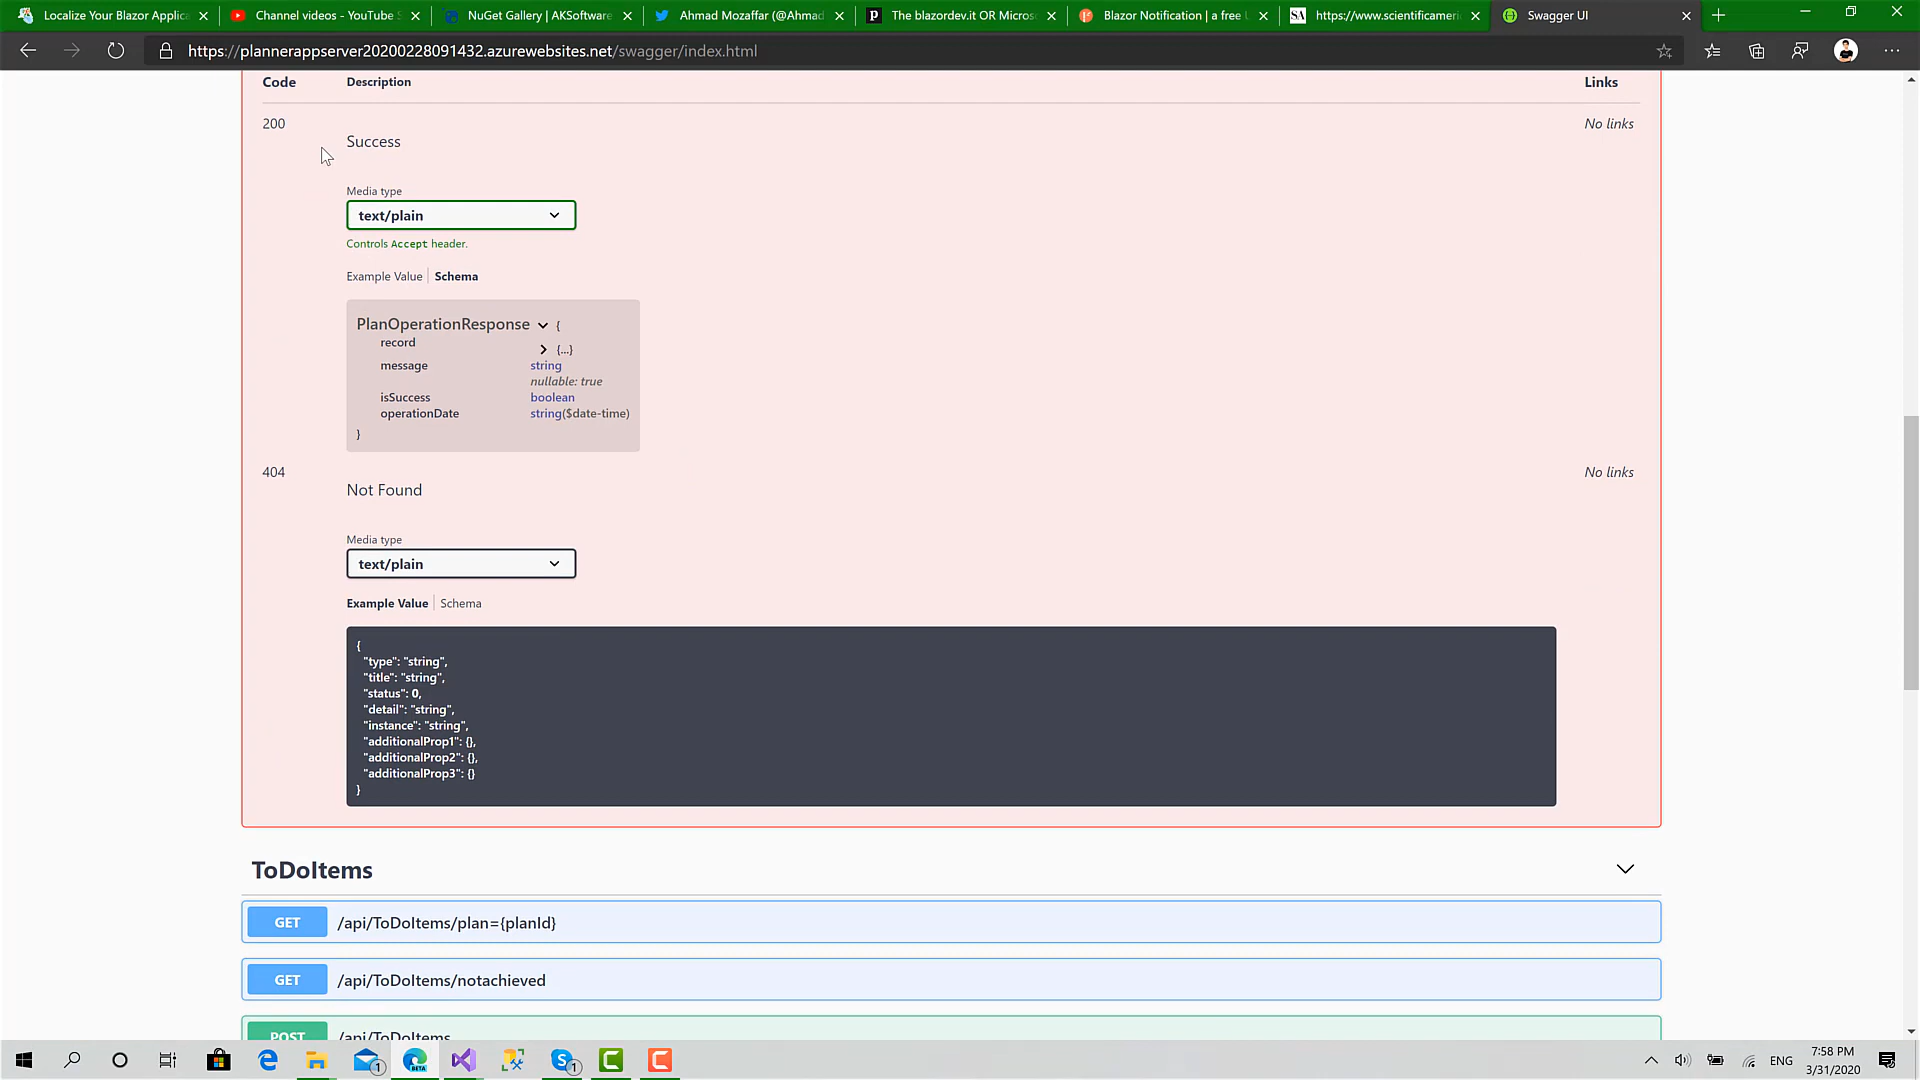 Localize Your Blazor Applica
Channel videos - YouTube S
NuGet Gallery | AKSoftware
Ahmad Mozaffar (@Ahmad
The blazordev.it OR Micros
Blazor Notification | a free
https://www.scientificameri
Swagger UI
https://plannerappserver20200228091432.azurewebsites.net/swagger/index.html
Code
Description
Links
200
Success
No links
Media type
text/plain
Controls Accept header.
Example Value
Schema
PlanOperationResponse {
record {...}
message string
nullable: true
isSuccess boolean
operationDate string($date-time)
}
404
Not Found
No links
Media type
text/plain
Example Value
Schema
{
"type": "string",
"title": "string",
"status": 0,
"detail": "string",
"instance": "string",
"additionalProp1": {},
"additionalProp2": {},
"additionalProp3": {}
}
ToDoItems
GET /api/ToDoItems/plan={planId}
GET /api/ToDoItems/notachieved
POST /api/ToDoItems
ENG
7:58 PM
3/31/2020